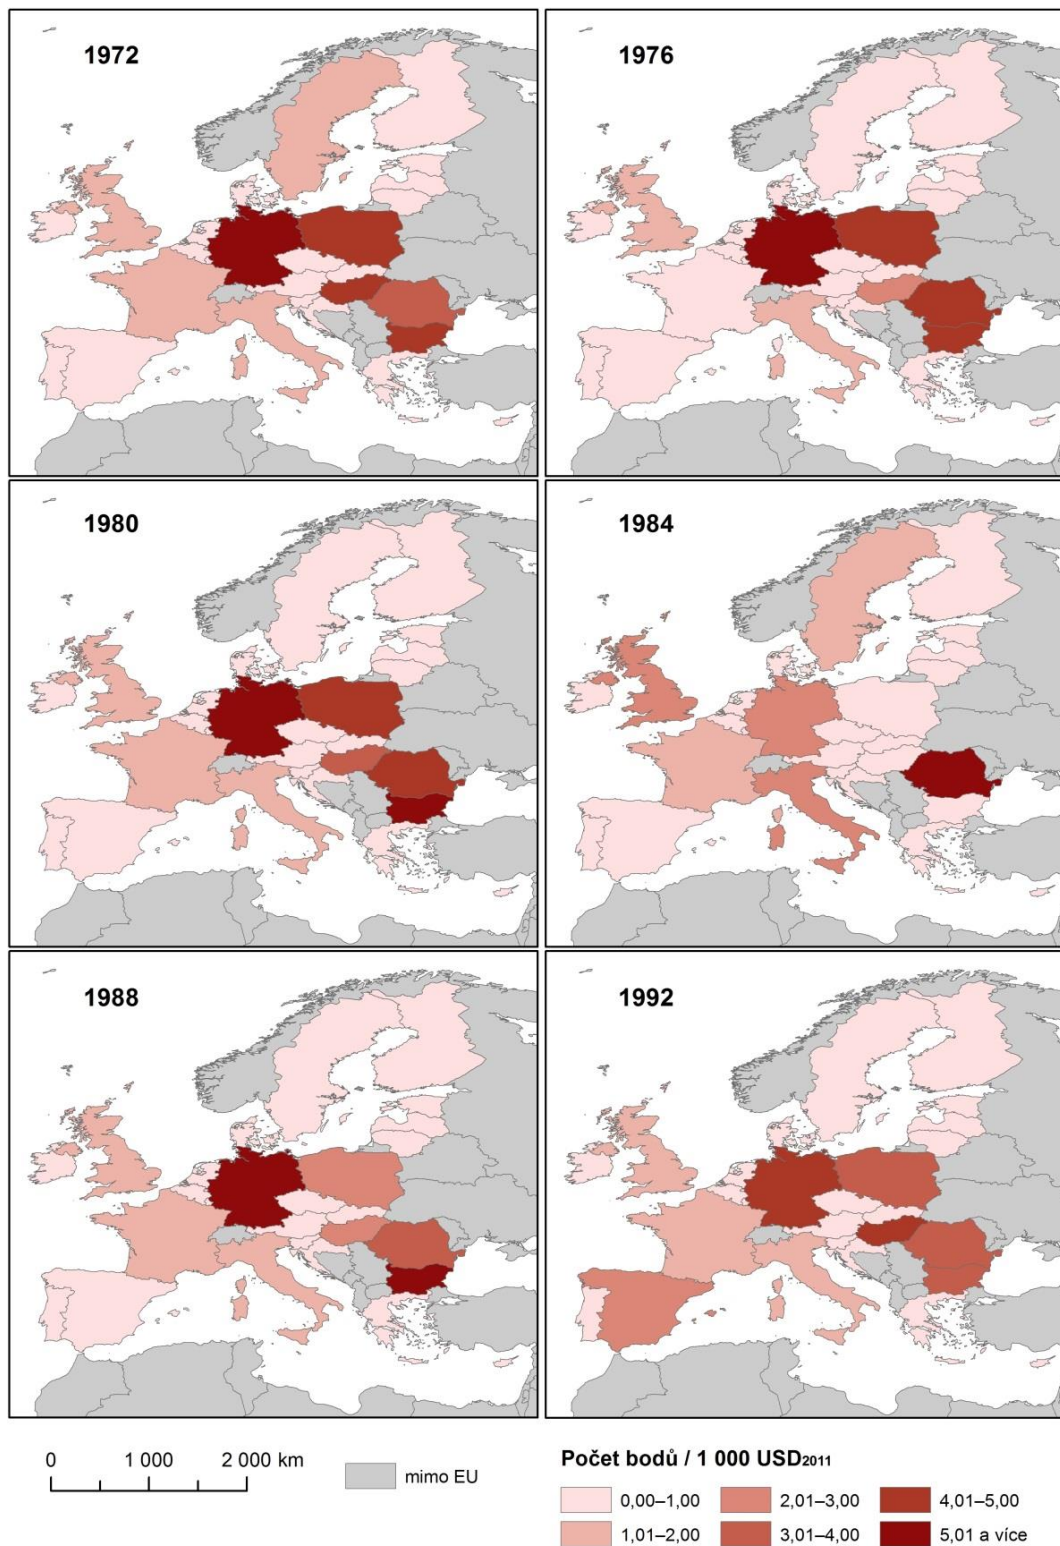 1972
1976
1980
1984
1988
1992
0 1 000 2 000 km
mimo EU
Počet bodů / 1 000 USD2011
0,00–1,00
2,01–3,00
4,01–5,00
1,01–2,00
3,01–4,00
5,01 a více